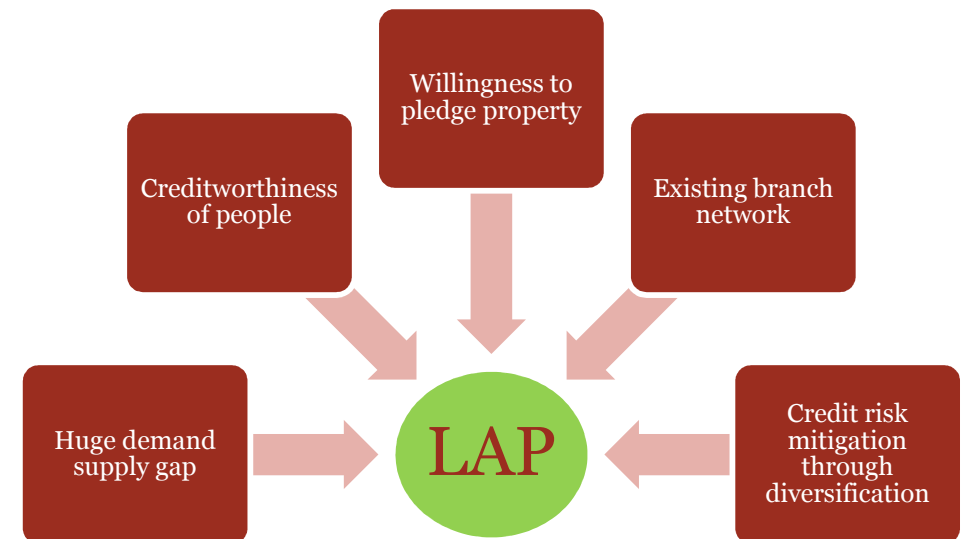 Willingness to
pledge property
Creditworthiness
of people
Existing branch
network
Huge demand
supply gap
LAP
Credit risk
mitigation
through
diversification